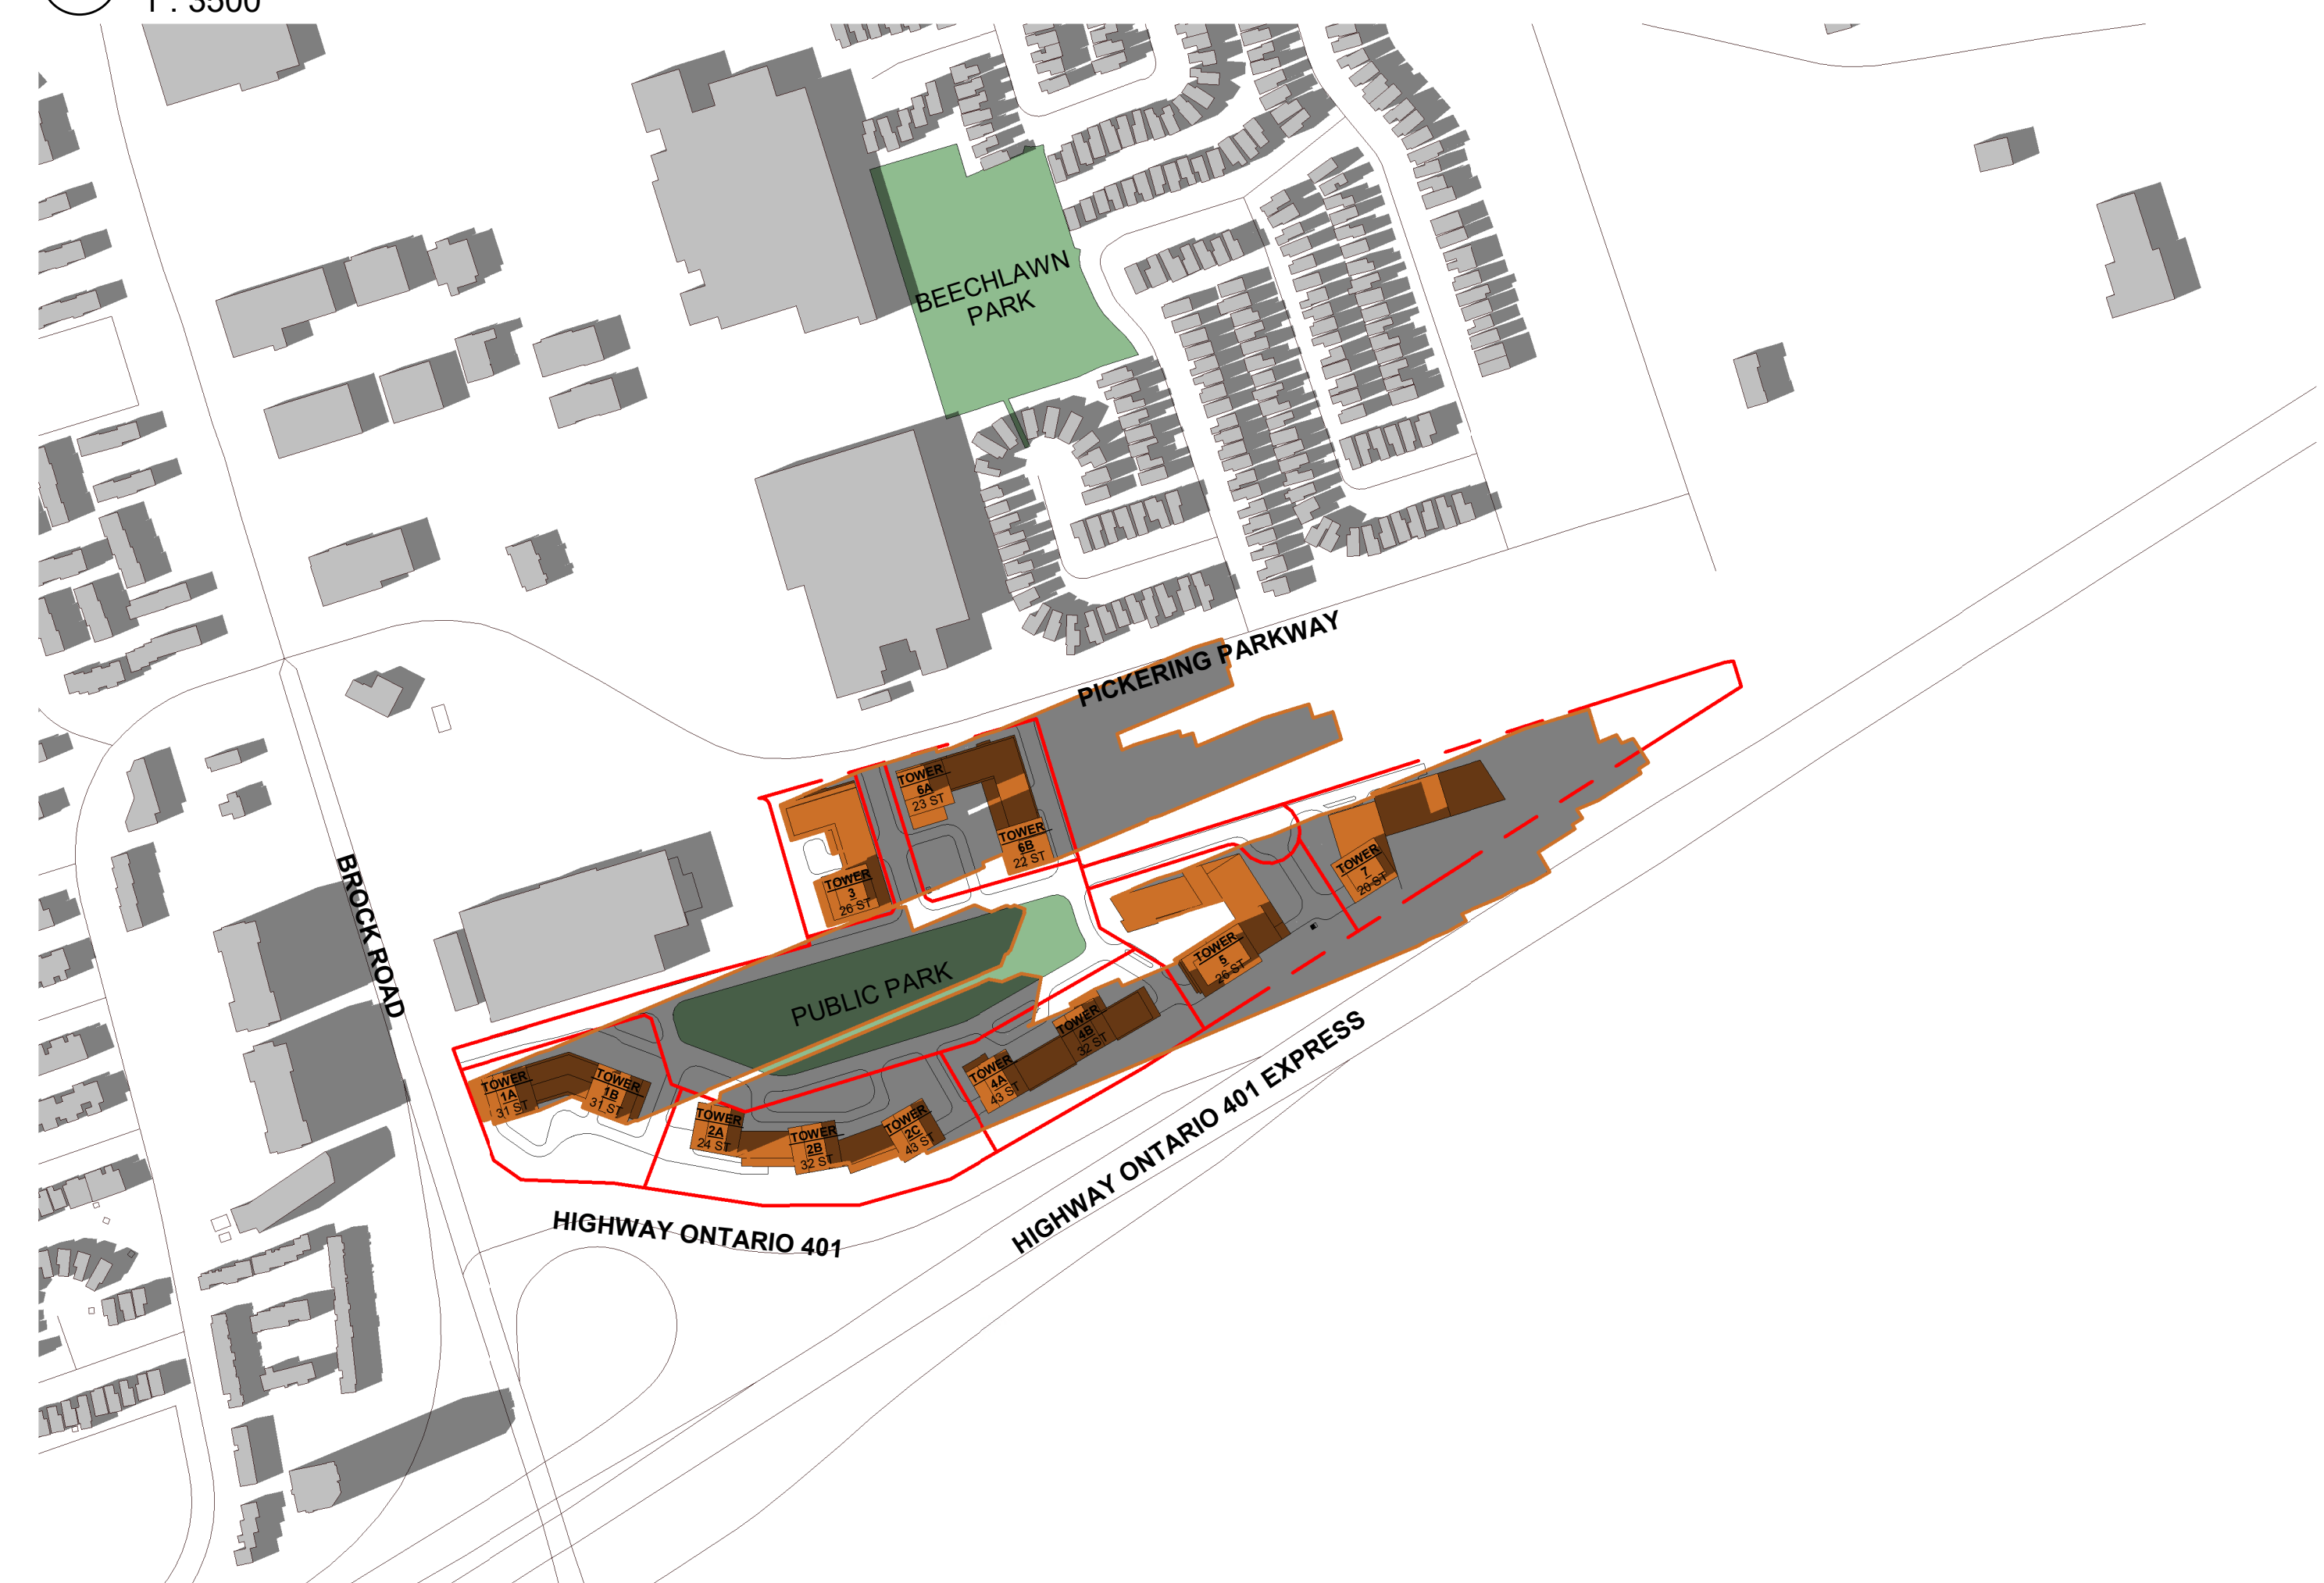 1 : 3500
BEECHLAWN
PARK
PICKERING PARKWAY
TOWER
6A
23 ST
TOWER
6B
22 ST
TOWER
3
26 ST
TOWER
7
20 ST
BROCK ROAD
TOWER
5
26 ST
PUBLIC PARK
TOWER
4B
32 ST
TOWER
4A
43 ST
TOWER
1A
31 ST
TOWER
1B
31 ST
TOWER
2A
24 ST
TOWER
2B
32 ST
TOWER
2C
43 ST
HIGHWAY ONTARIO 401 EXPRESS
HIGHWAY ONTARIO 401